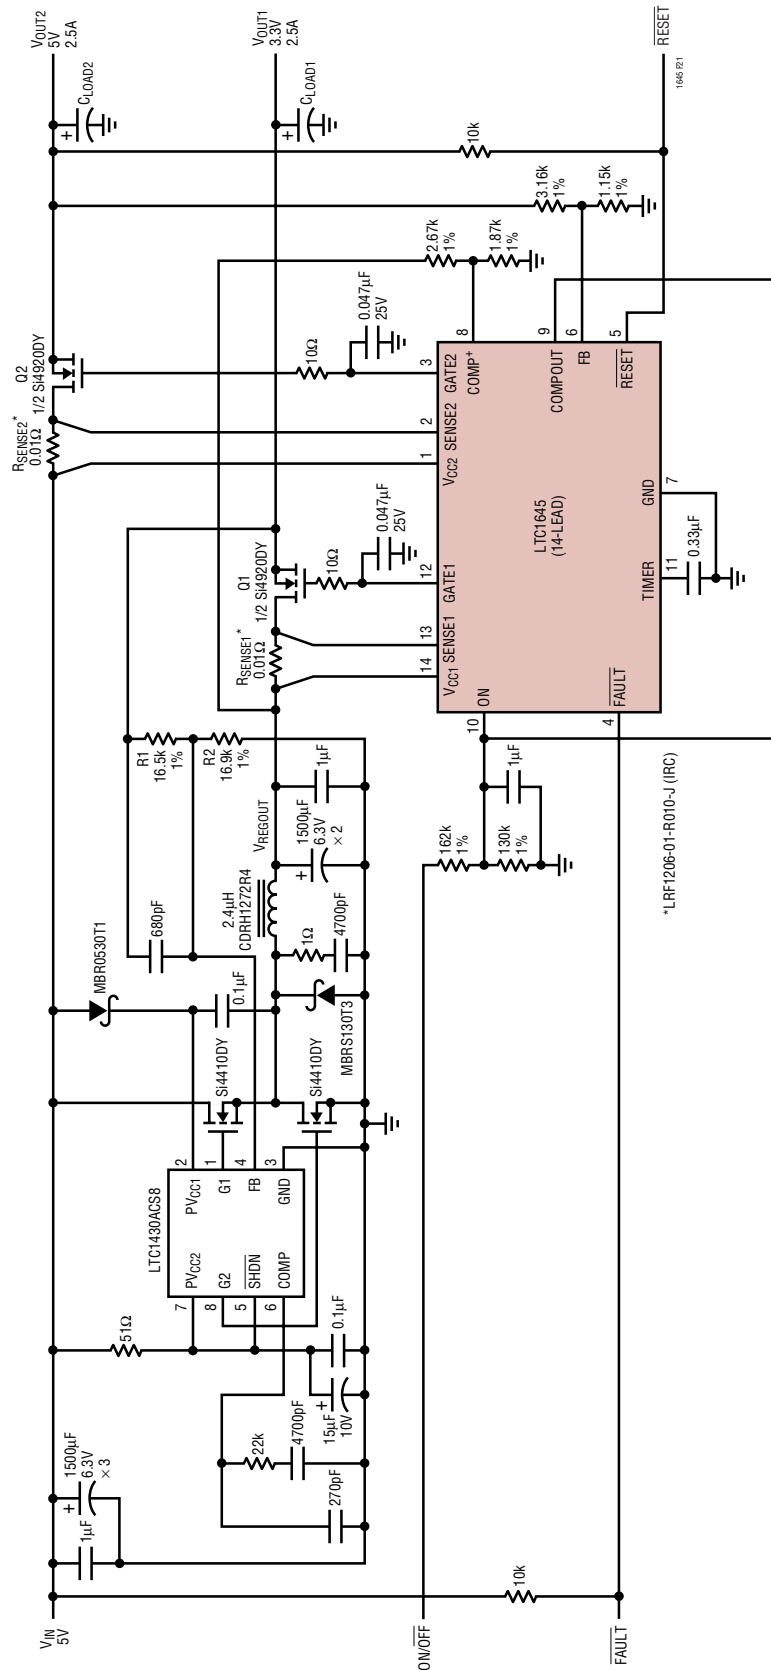 VIN
5V
1µF
1500µF
6.3V
×3
51Ω
LTC1430ACS8
PVCC2
PVCC1
G2
G1
SHDN
FB
COMP
GND
7
8
5
6
2
1
4
3
22k
4700pF
270pF
15µF
10V
0.1µF
Si4410DY
Si4410DY
MBR0530T1
0.1µF
MBRS130T3
680pF
1Ω
4700pF
2.4µH
CDRH1272R4
VREGOUT
1500µF
6.3V
×2
1µF
R1
16.5k
1%
R2
16.9k
1%
RSENSE1*
0.01Ω
Q1
1/2 Si4920DY
10Ω
0.047µF
25V
RSENSE2*
0.01Ω
Q2
1/2 Si4920DY
10Ω
0.047µF
25V
2.67k
1%
1.87k
1%
3.16k
1%
1.15k
1%
10k
CLOAD2
CLOAD1
VOUT2
5V
2.5A
VOUT1
3.3V
2.5A
RESET
1645 F21
ON/OFF
162k
1%
130k
1%
1µF
10k
FAULT
10
14
13
12
1
2
3
8
ON
VCC1
SENSE1
GATE1
VCC2
SENSE2
GATE2
COMP+
LTC1645
(14-LEAD)
COMPOUT
9
FB
6
RESET
5
FAULT
4
TIMER
11
GND
7
0.33µF
*LRF1206-01-R010-J (IRC)